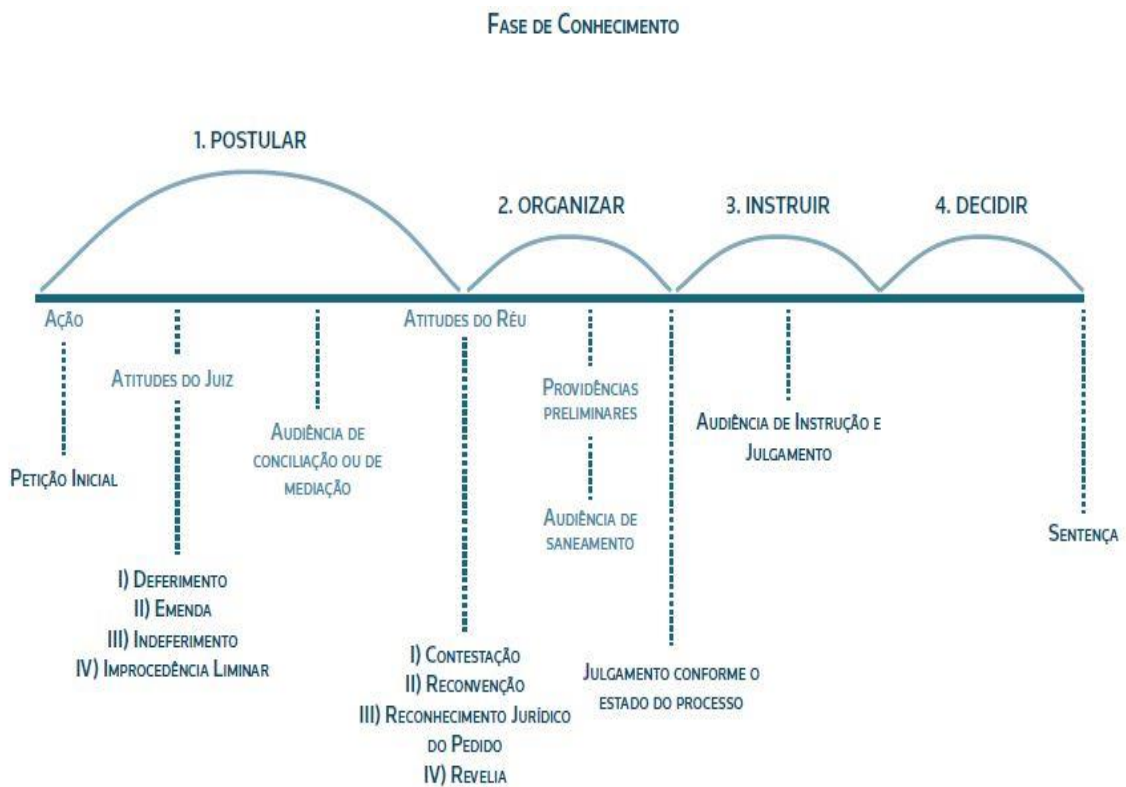 FASE DE CONHECIMENTO
1. POSTULAR
2. ORGANIZAR
3. INSTRUIR
4. DECIDIR
AÇÃO
ATITUDES DO RÉU
ATITUDES DO JUIZ
PROVIDÊNCIAS
PRELIMINARES
AUDIÊNCIA DE
CONCILIAÇÃO OU DE
MEDIAÇÃO
AUDIÊNCIA DE INSTRUÇÃO E
JULGAMENTO
PETIÇÃO INICIAL
AUDIÊNCIA DE
SANEAMENTO
SENTENÇA
I) DEFERIMENTO
II) EMENDA
III) INDEFERIMENTO
IV) IMPROCEDÊNCIA LIMINAR
I) CONTESTAÇÃO
II) RECONVENÇÃO
III) RECONHECIMENTO JURÍDICO
DO PEDIDO
IV) REVELIA
JULGAMENTO CONFORME O
ESTADO DO PROCESSO